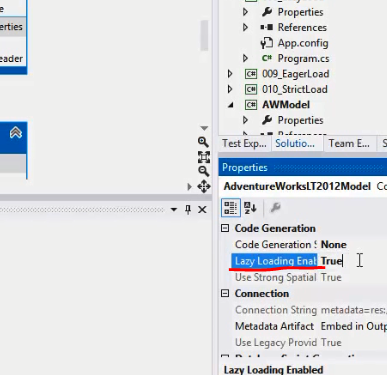 e
erties
eader
Properties
References
App.config
Program.cs
009_EagerLoad
010_StrictLoad
AWModel
Properties
Test Exp...
Solutio...
Team E...
Properties
AdventureWorksLT2012Model Co
Code Generation
Code Generation S None
Lazy Loading Enabl True
Use Strong Spatial True
Connection
Connection String metadata=res:
Metadata Artifact Embed in Outp
Use Legacy Provid True
Lazy Loading Enabled